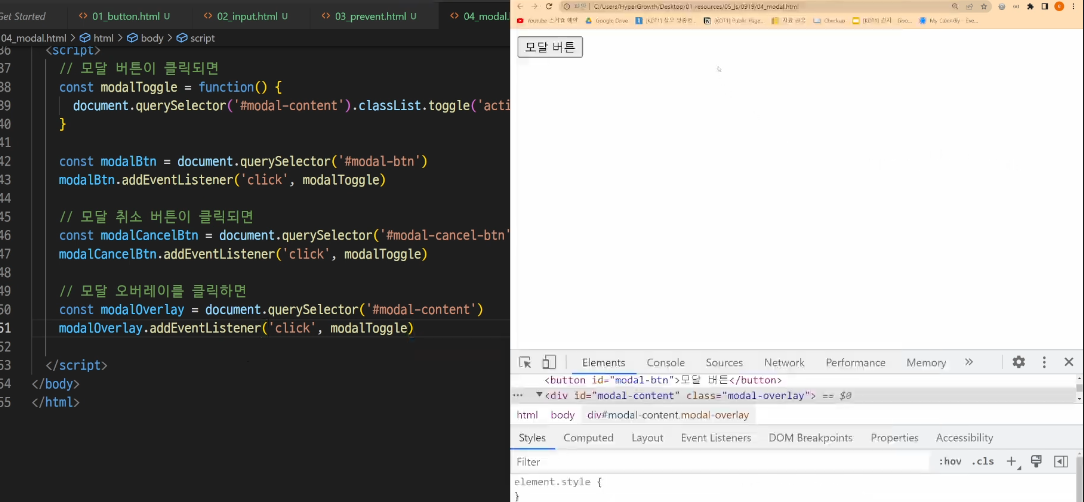 Get Started
01_button.html U
02_input.html U
03_prevent.html U
04_modal.
04_modal.html > html > body > script
36 <script>
37 // 모달 버튼이 클릭되면
38 const modalToggle = function() {
39 document.querySelector('#modal-content').classList.toggle('acti
40 }
41
42 const modalBtn = document.querySelector('#modal-btn')
43 modalBtn.addEventListener('click', modalToggle)
44
45 // 모달 취소 버튼이 클릭되면
46 const modalCancelBtn = document.querySelector('#modal-cancel-btn'
47 modalCancelBtn.addEventListener('click', modalToggle)
48
49 // 모달 오버레이를 클릭하면
50 const modalOverlay = document.querySelector('#modal-content')
51 modalOverlay.addEventListener('click', modalToggle)
52
53 </script>
54 </body>
55 </html>
C:/Users/HyperGrowth/Desktop/01_resources/05_js/0319/04_modal.html
Google Drive
모달 버튼
Elements Console Sources Network Performance Memory »
<button id="modal-btn">모달 버튼</button>
<div id="modal-content" class="modal-overlay"> == $0
html body div#modal-content.modal-overlay
Styles Computed Layout Event Listeners DOM Breakpoints Properties Accessibility
Filter :hov .cls +
element.style {
}